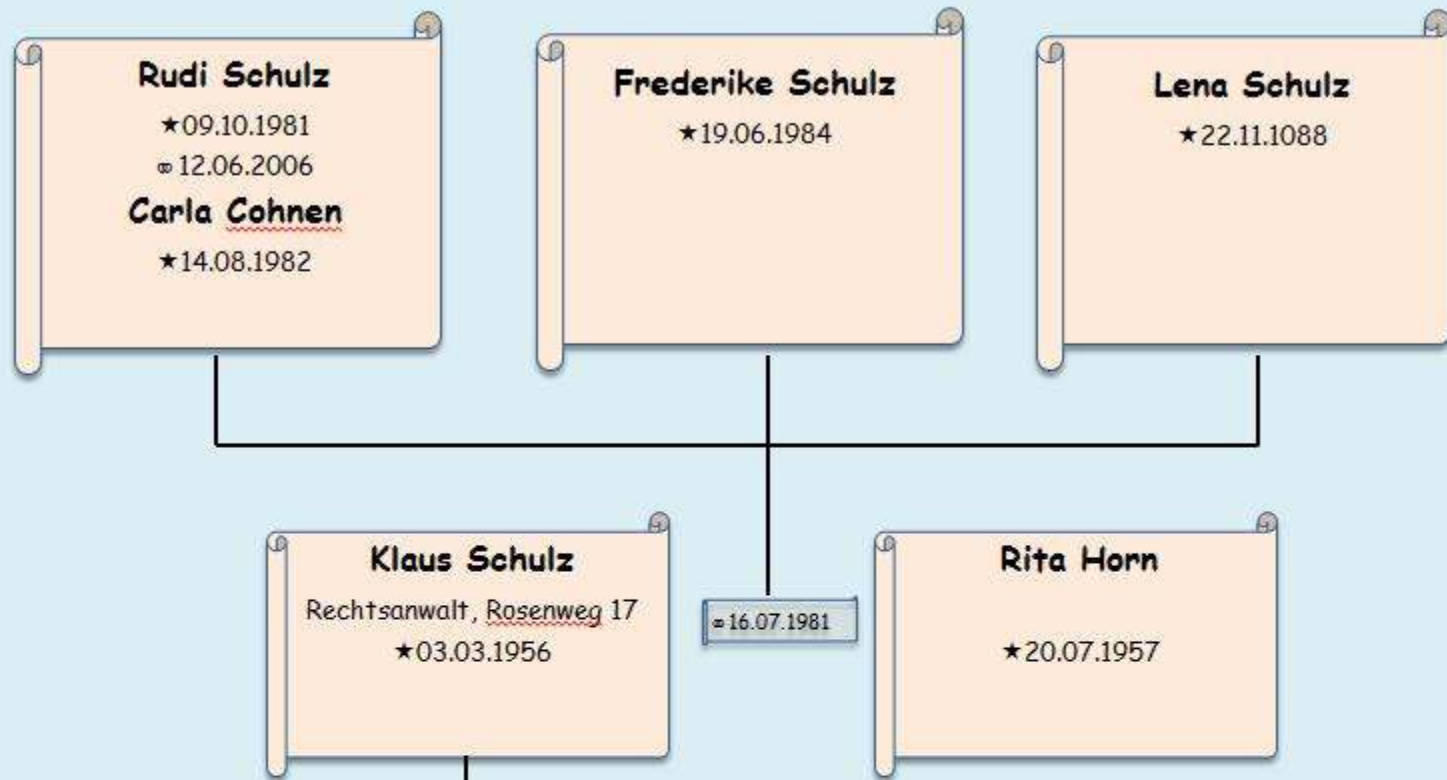 Rudi Schulz
★09.10.1981
⚭ 12.06.2006
Carla Cohnen
★14.08.1982
Frederike Schulz
★19.06.1984
Lena Schulz
★22.11.1088
Klaus Schulz
Rechtsanwalt, Rosenweg 17
★03.03.1956
⚭ 16.07.1981
Rita Horn
★20.07.1957